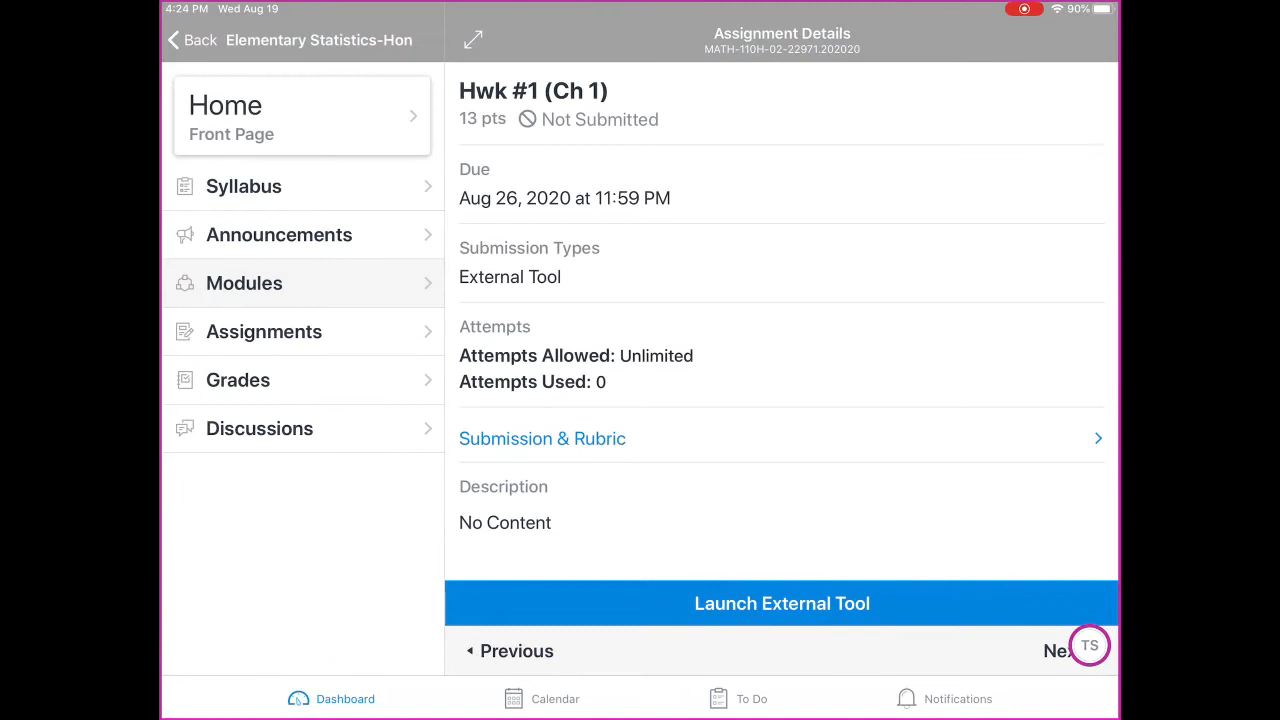 4:24 PM Wed Aug 19
90%
Back Elementary Statistics-Hon
Assignment Details
MATH-110H-02-22971.202020
Home
Front Page
Syllabus
Announcements
Modules
Assignments
Grades
Discussions
Hwk #1 (Ch 1)
13 pts Not Submitted
Due
Aug 26, 2020 at 11:59 PM
Submission Types
External Tool
Attempts
Attempts Allowed: Unlimited
Attempts Used: 0
Submission & Rubric
Description
No Content
Launch External Tool
Previous
TS
Dashboard
Calendar
To Do
Notifications